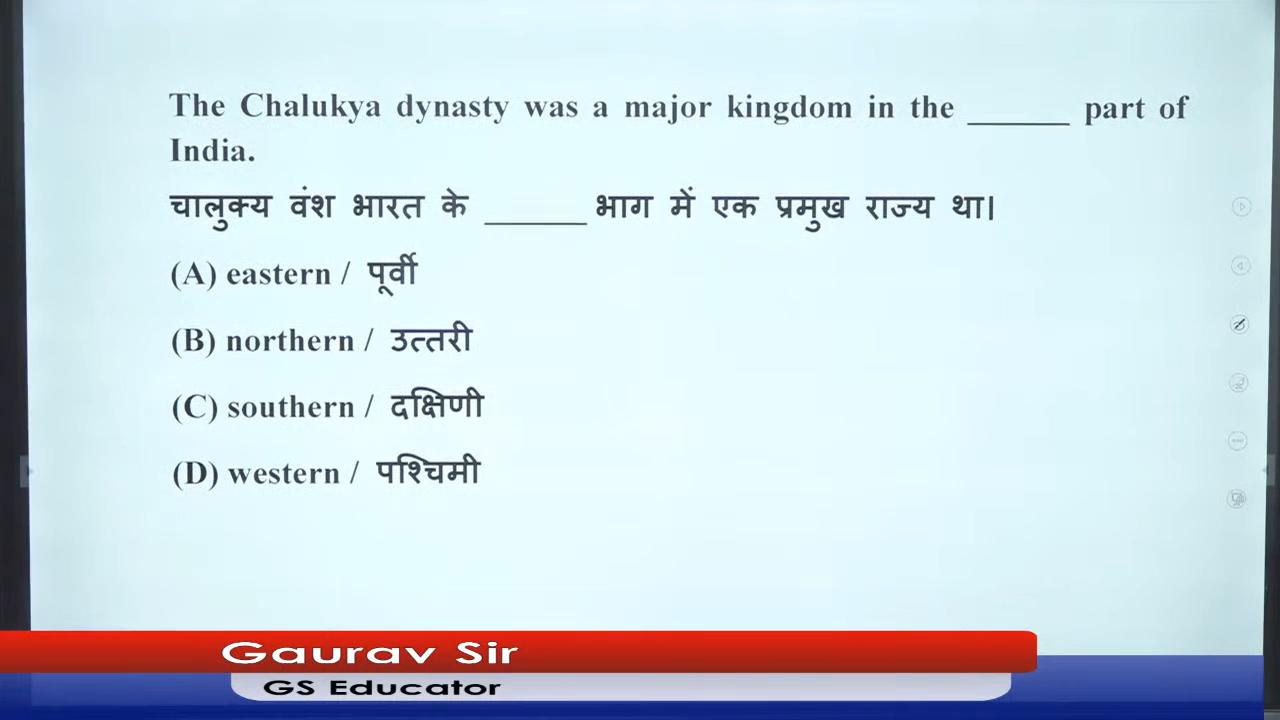 The Chalukya dynasty was a major kingdom in the ______ part of
India.
चालुक्य वंश भारत के ______ भाग में एक प्रमुख राज्य था।
(A) eastern / पूर्वी
(B) northern / उत्तरी
(C) southern / दक्षिणी
(D) western / पश्चिमी
Gaurav Sir
GS Educator